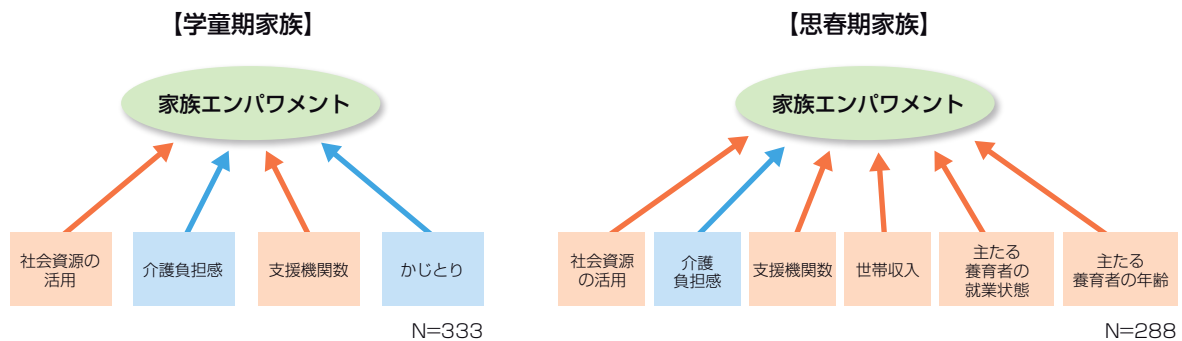 【学童期家族】
家族エンパワメント
社会資源の
活用
介護負担感
支援機関数
かじとり
N=333
【思春期家族】
家族エンパワメント
社会資源
の活用
介護
負担感
支援機関数
世帯収入
主たる
養育者の
就業状態
主たる
養育者の年齢
N=288